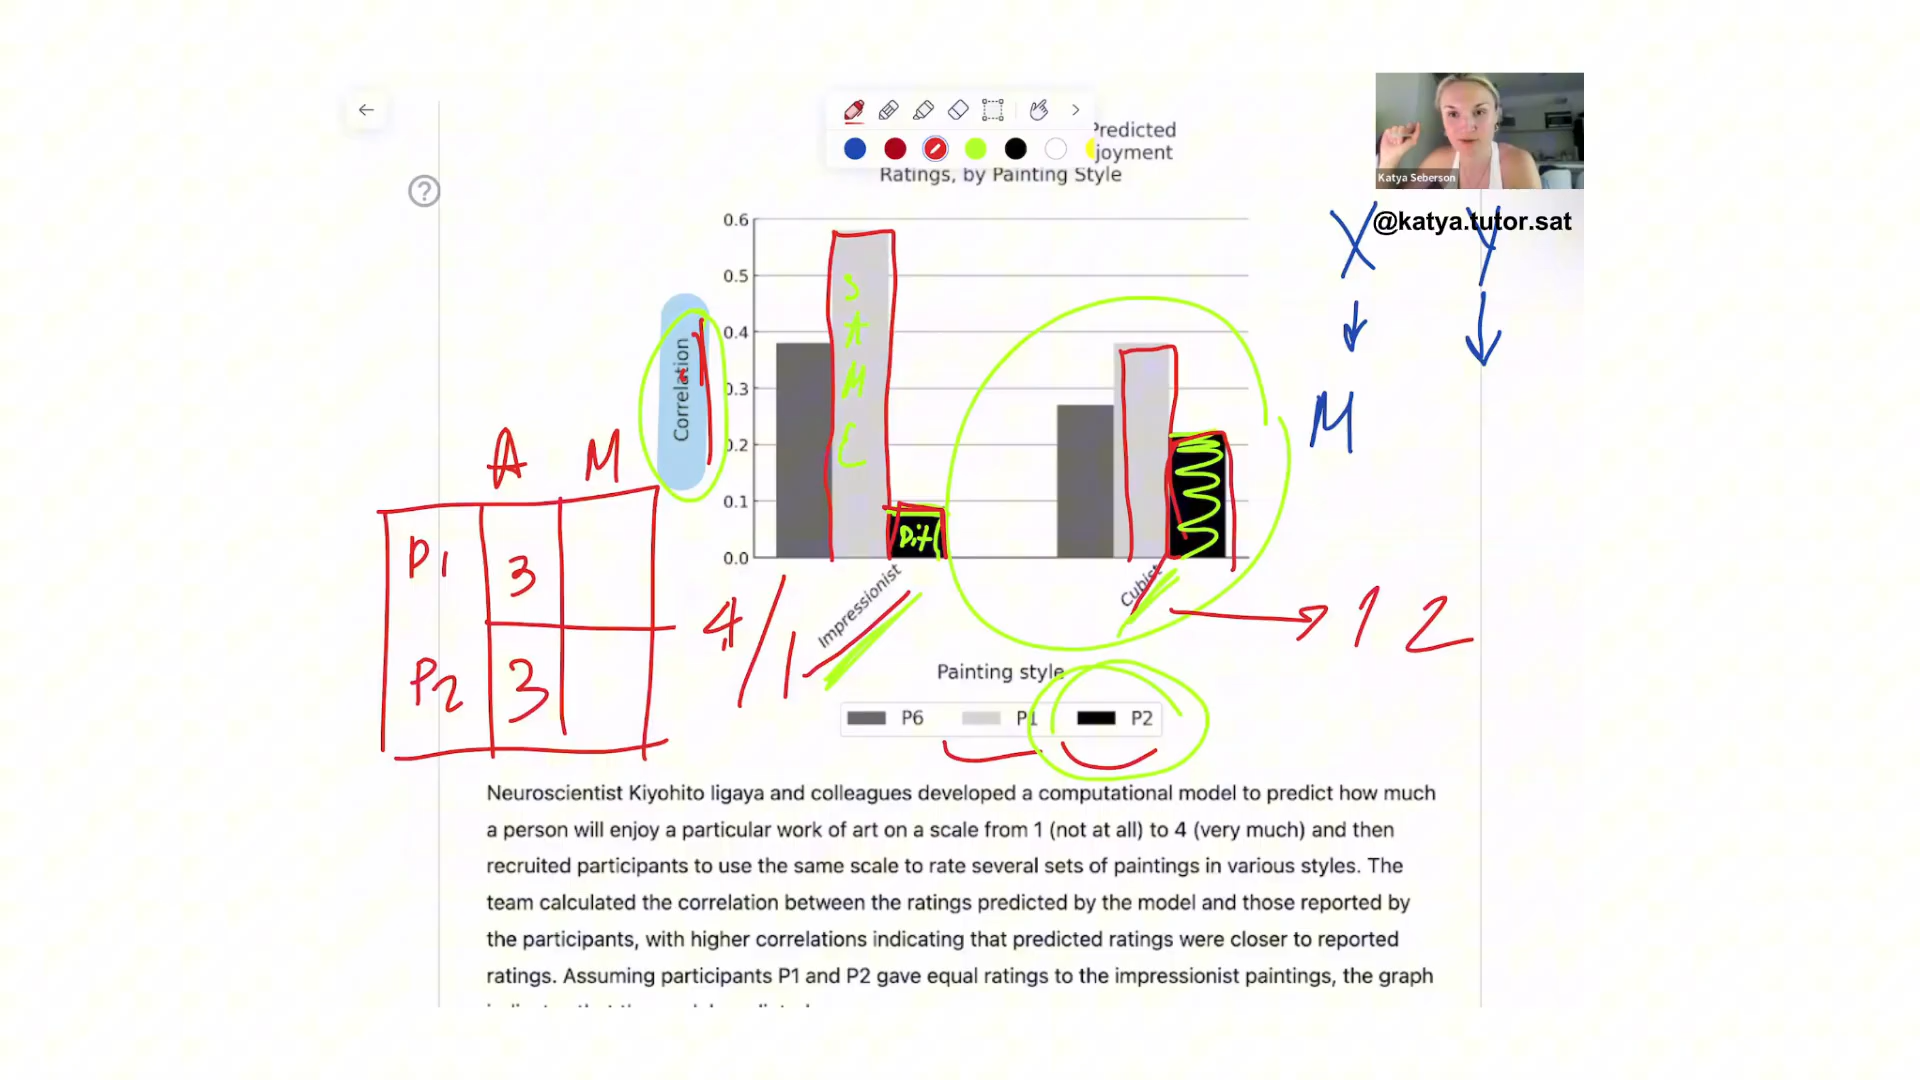 Predicted
joyment
Ratings, by Painting Style
Katya Seberson
@katya.tutor.sat
X Y
M
0.6
0.5
0.4
0.3
0.2
0.1
0.0
Correlation
SAME
A M
P1 3
P2 3
4/1
Impressionist
Cubist
1 2
Painting style
P6 P1 P2
Neuroscientist Kiyohito Iigaya and colleagues developed a computational model to predict how much
a person will enjoy a particular work of art on a scale from 1 (not at all) to 4 (very much) and then
recruited participants to use the same scale to rate several sets of paintings in various styles. The
team calculated the correlation between the ratings predicted by the model and those reported by
the participants, with higher correlations indicating that predicted ratings were closer to reported
ratings. Assuming participants P1 and P2 gave equal ratings to the impressionist paintings, the graph